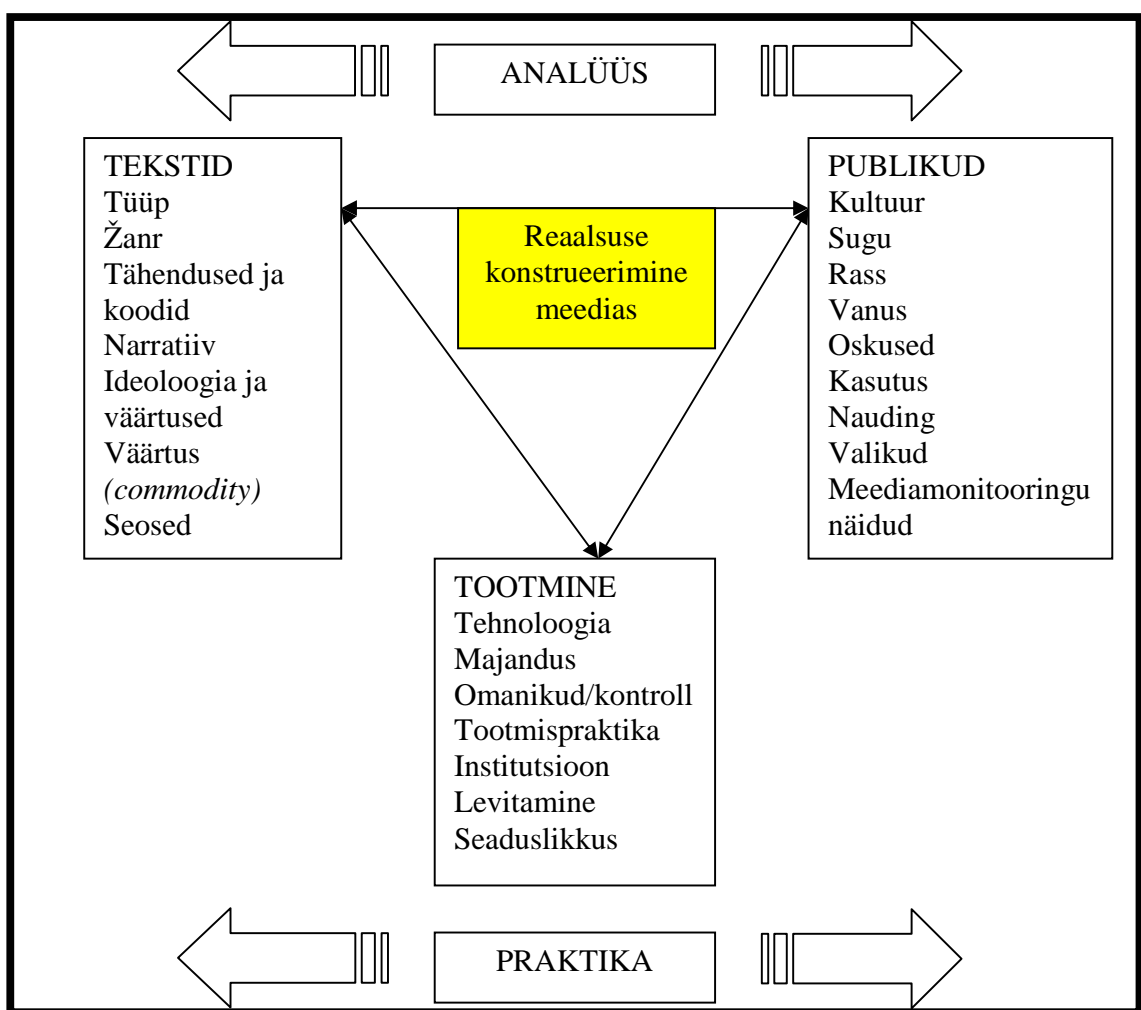 ANALÜÜS
TEKSTID
Tüüp
Žanr
Tähendused ja
koodid
Narratiiv
Ideoloogia ja
väärtused
Väärtus
(commodity)
Seosed
Reaalsuse
konstrueerimine
meedias
PUBLIKUD
Kultuur
Sugu
Rass
Vanus
Oskused
Kasutus
Nauding
Valikud
Meediamonitooringu
näidud
TOOTMINE
Tehnoloogia
Majandus
Omanikud/kontroll
Tootmispraktika
Institutsioon
Levitamine
Seaduslikkus
PRAKTIKA